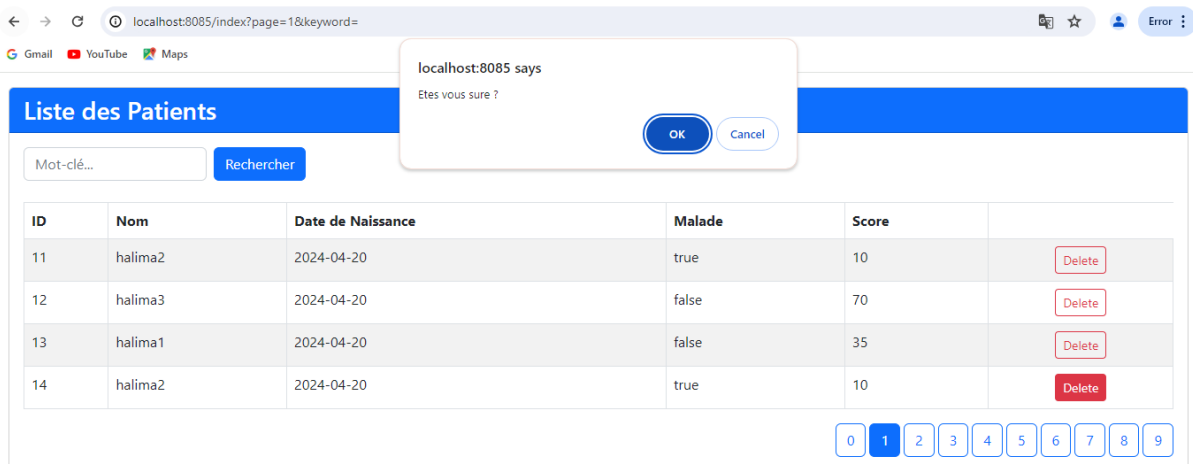 localhost:8085/index?page=1&keyword=
Error
Gmail YouTube Maps
localhost:8085 says
Etes vous sure ?
OK Cancel
Liste des Patients
Mot-clé... Rechercher
ID Nom Date de Naissance Malade Score
11 halima2 2024-04-20 true 10 Delete
12 halima3 2024-04-20 false 70 Delete
13 halima1 2024-04-20 false 35 Delete
14 halima2 2024-04-20 true 10 Delete
0 1 2 3 4 5 6 7 8 9